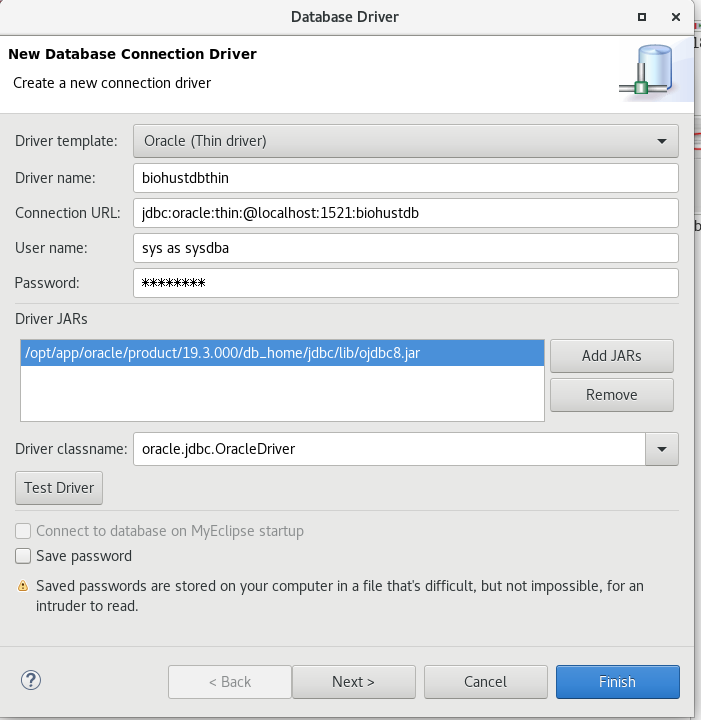 Database Driver
New Database Connection Driver
Create a new connection driver
Driver template: Oracle (Thin driver)
Driver name: biohustdbthin
Connection URL: jdbc:oracle:thin:@localhost:1521:biohustdb
User name: sys as sysdba
Password: ********
Driver JARs
/opt/app/oracle/product/19.3.000/db_home/jdbc/lib/ojdbc8.jar
Add JARs
Remove
Driver classname: oracle.jdbc.OracleDriver
Test Driver
Connect to database on MyEclipse startup
Save password
Saved passwords are stored on your computer in a file that's difficult, but not impossible, for an
intruder to read.
? < Back Next > Cancel Finish